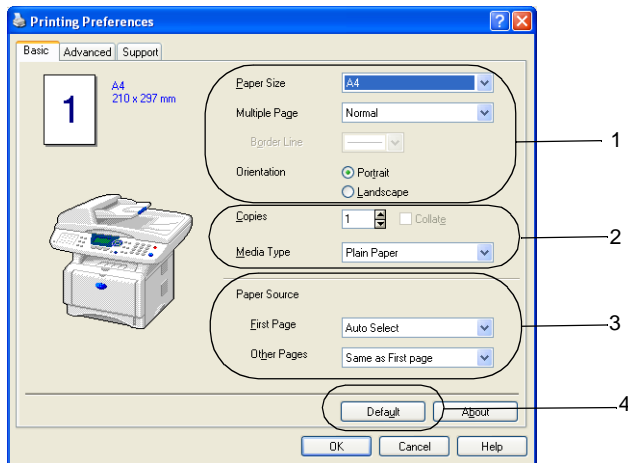 Printing Preferences
Basic Advanced Support
1
A4
210 x 297 mm
Paper Size A4
Multiple Page Normal
Border Line
Orientation Portrait
Landscape
1
Copies 1 Collate
2
Media Type Plain Paper
Paper Source
First Page Auto Select
3
Other Pages Same as First page
Default About
4
OK Cancel Help